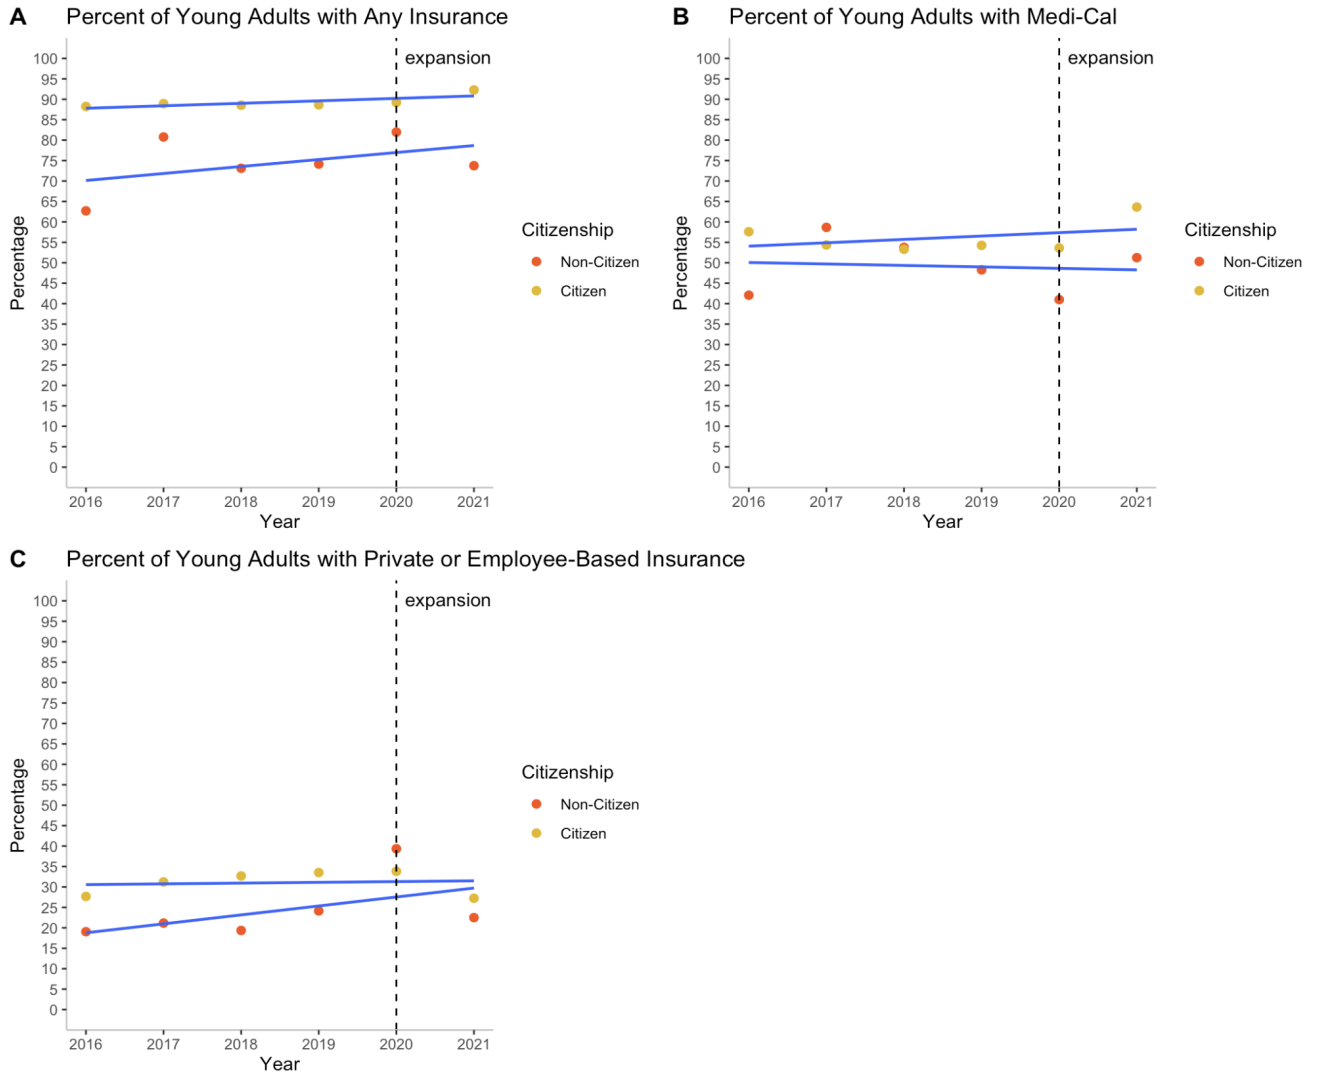 A Percent of Young Adults with Any Insurance
expansion
100
95
90
85
80
75
70
65
60
55
50
45
40
35
30
25
20
15
10
5
0
Percentage
2016 2017 2018 2019 2020 2021
Year
Citizenship
Non-Citizen
Citizen
B Percent of Young Adults with Medi-Cal
expansion
100
95
90
85
80
75
70
65
60
55
50
45
40
35
30
25
20
15
10
5
0
Percentage
2016 2017 2018 2019 2020 2021
Year
Citizenship
Non-Citizen
Citizen
C Percent of Young Adults with Private or Employee-Based Insurance
expansion
100
95
90
85
80
75
70
65
60
55
50
45
40
35
30
25
20
15
10
5
0
Percentage
2016 2017 2018 2019 2020 2021
Year
Citizenship
Non-Citizen
Citizen